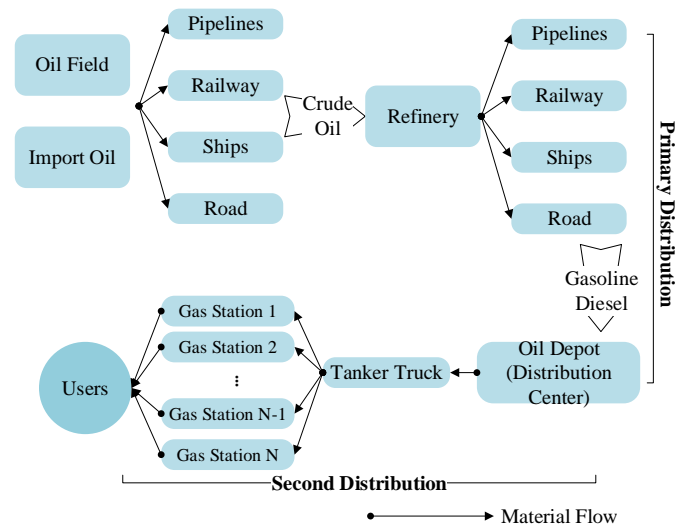 Oil Field
Import Oil
Pipelines
Railway
Ships
Road
Crude
Oil
Refinery
Pipelines
Railway
Ships
Road
Primary Distribution
Gasoline
Diesel
Oil Depot
(Distribution
Center)
Tanker Truck
Gas Station 1
Gas Station 2
...
Gas Station N-1
Gas Station N
Users
Second Distribution
Material Flow